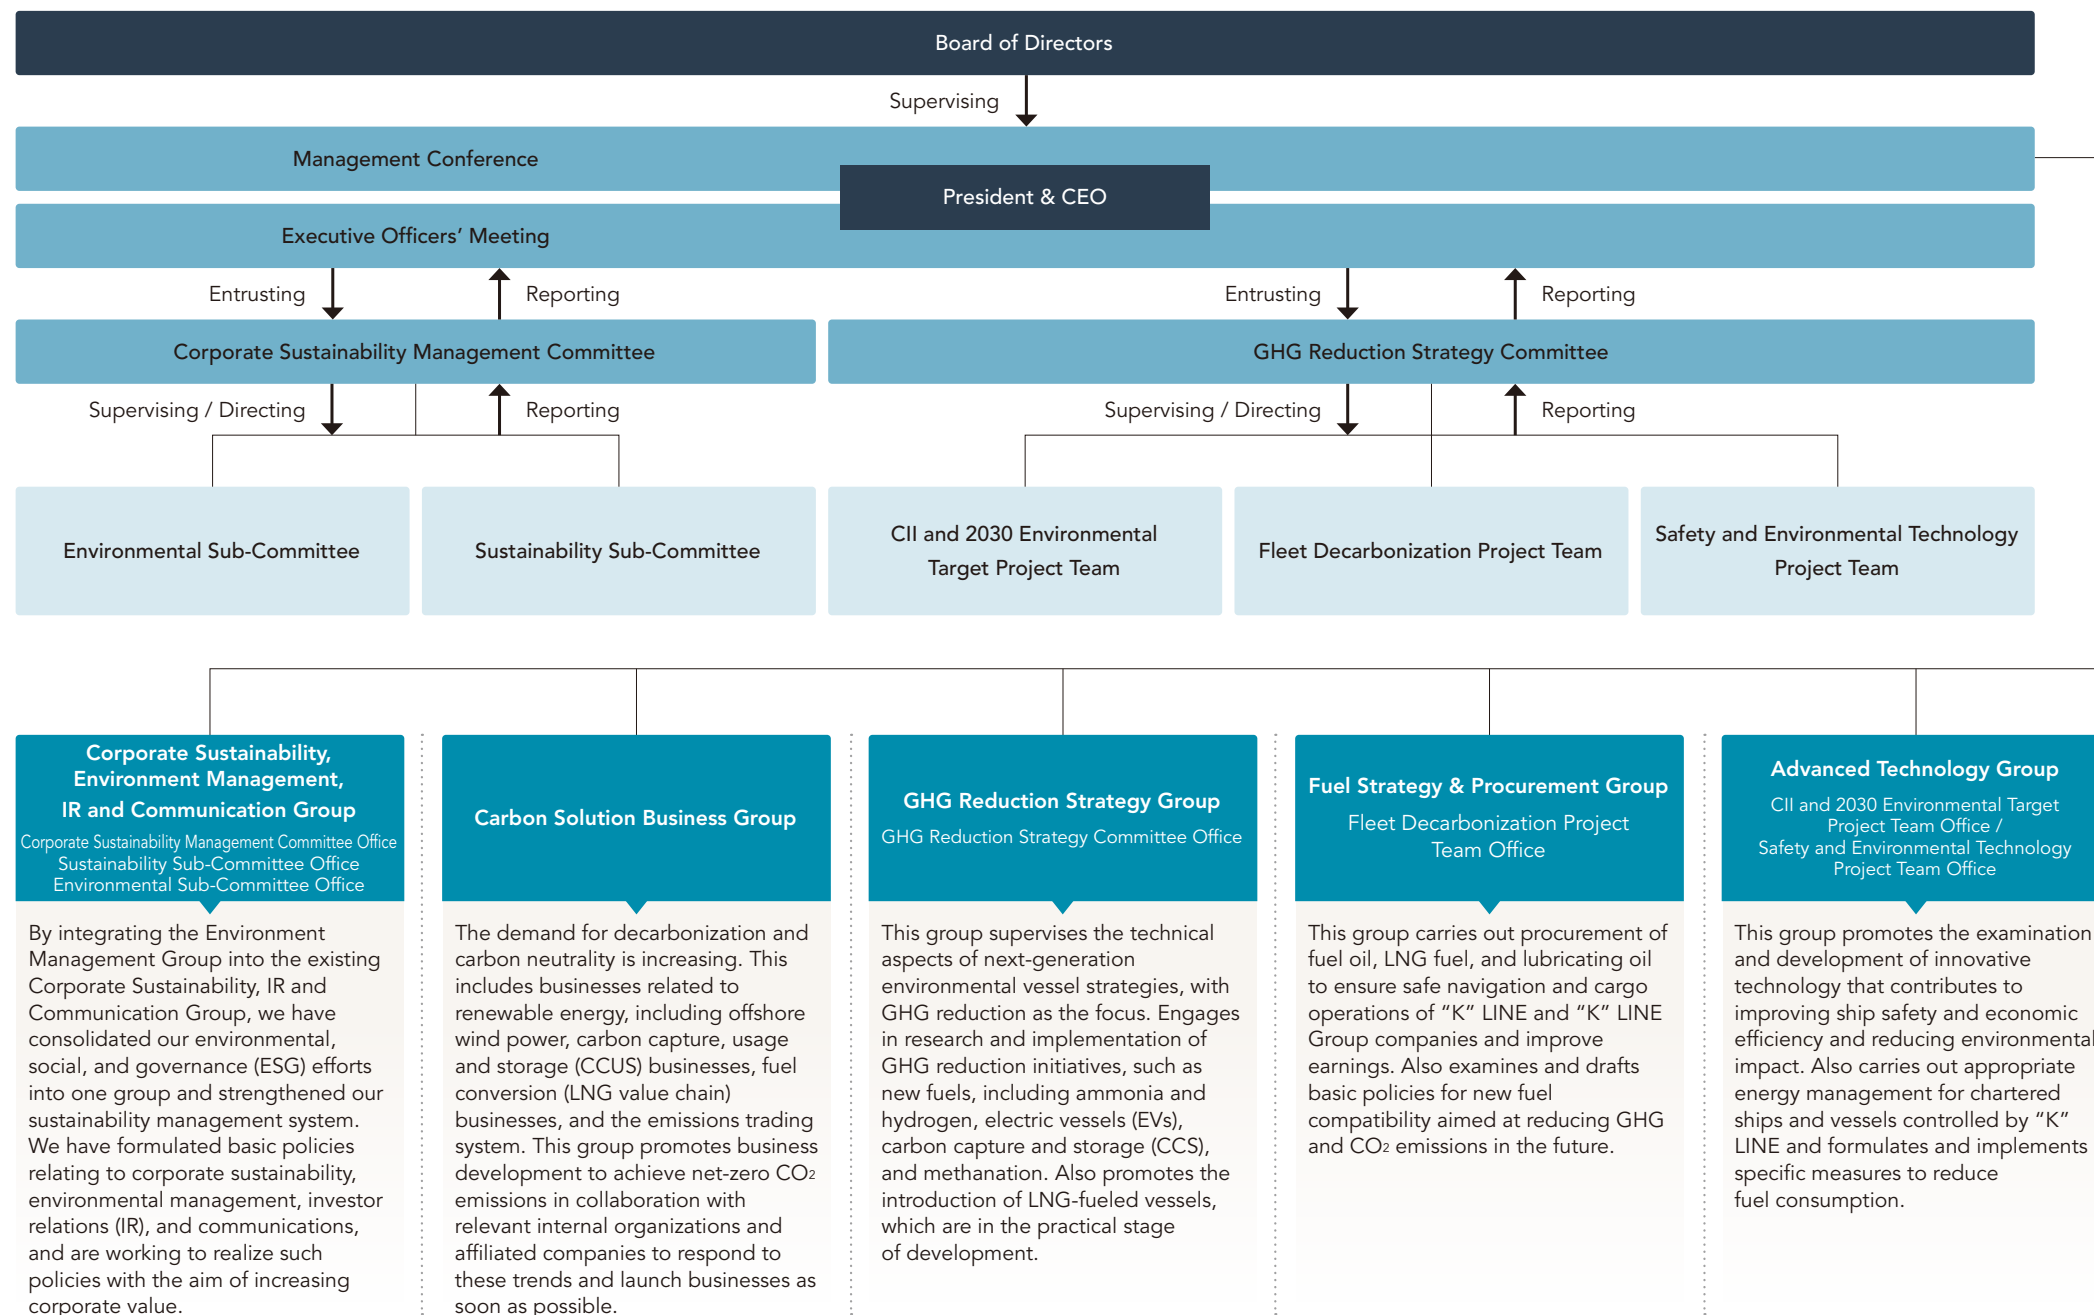 Board of Directors
Supervising
Management Conference
President & CEO
Executive Officers’ Meeting
Entrusting
Reporting
Entrusting
Reporting
Corporate Sustainability Management Committee
GHG Reduction Strategy Committee
Supervising / Directing
Reporting
Supervising / Directing
Reporting
Environmental Sub-Committee
Sustainability Sub-Committee
CII and 2030 Environmental
Target Project Team
Fleet Decarbonization Project Team
Safety and Environmental Technology
Project Team
Corporate Sustainability,
Environment Management,
IR and Communication Group
Corporate Sustainability Management Committee Office
Sustainability Sub-Committee Office
Environmental Sub-Committee Office
By integrating the Environment
Management Group into the existing
Corporate Sustainability, IR and
Communication Group, we have
consolidated our environmental,
social, and governance (ESG) efforts
into one group and strengthened our
sustainability management system.
We have formulated basic policies
relating to corporate sustainability,
environmental management, investor
relations (IR), and communications,
and are working to realize such
policies with the aim of increasing
corporate value.
Carbon Solution Business Group
The demand for decarbonization and
carbon neutrality is increasing. This
includes businesses related to
renewable energy, including offshore
wind power, carbon capture, usage
and storage (CCUS) businesses, fuel
conversion (LNG value chain)
businesses, and the emissions trading
system. This group promotes business
development to achieve net-zero CO2
emissions in collaboration with
relevant internal organizations and
affiliated companies to respond to
these trends and launch businesses as
soon as possible.
GHG Reduction Strategy Group
GHG Reduction Strategy Committee Office
This group supervises the technical
aspects of next-generation
environmental vessel strategies, with
GHG reduction as the focus. Engages
in research and implementation of
GHG reduction initiatives, such as
new fuels, including ammonia and
hydrogen, electric vessels (EVs),
carbon capture and storage (CCS),
and methanation. Also promotes the
introduction of LNG-fueled vessels,
which are in the practical stage
of development.
Fuel Strategy & Procurement Group
Fleet Decarbonization Project
Team Office
This group carries out procurement of
fuel oil, LNG fuel, and lubricating oil
to ensure safe navigation and cargo
operations of “K” LINE and “K” LINE
Group companies and improve
earnings. Also examines and drafts
basic policies for new fuel
compatibility aimed at reducing GHG
and CO2 emissions in the future.
Advanced Technology Group
CII and 2030 Environmental Target
Project Team Office /
Safety and Environmental Technology
Project Team Office
This group promotes the examination
and development of innovative
technology that contributes to
improving ship safety and economic
efficiency and reducing environmental
impact. Also carries out appropriate
energy management for chartered
ships and vessels controlled by “K”
LINE and formulates and implements
specific measures to reduce
fuel consumption.